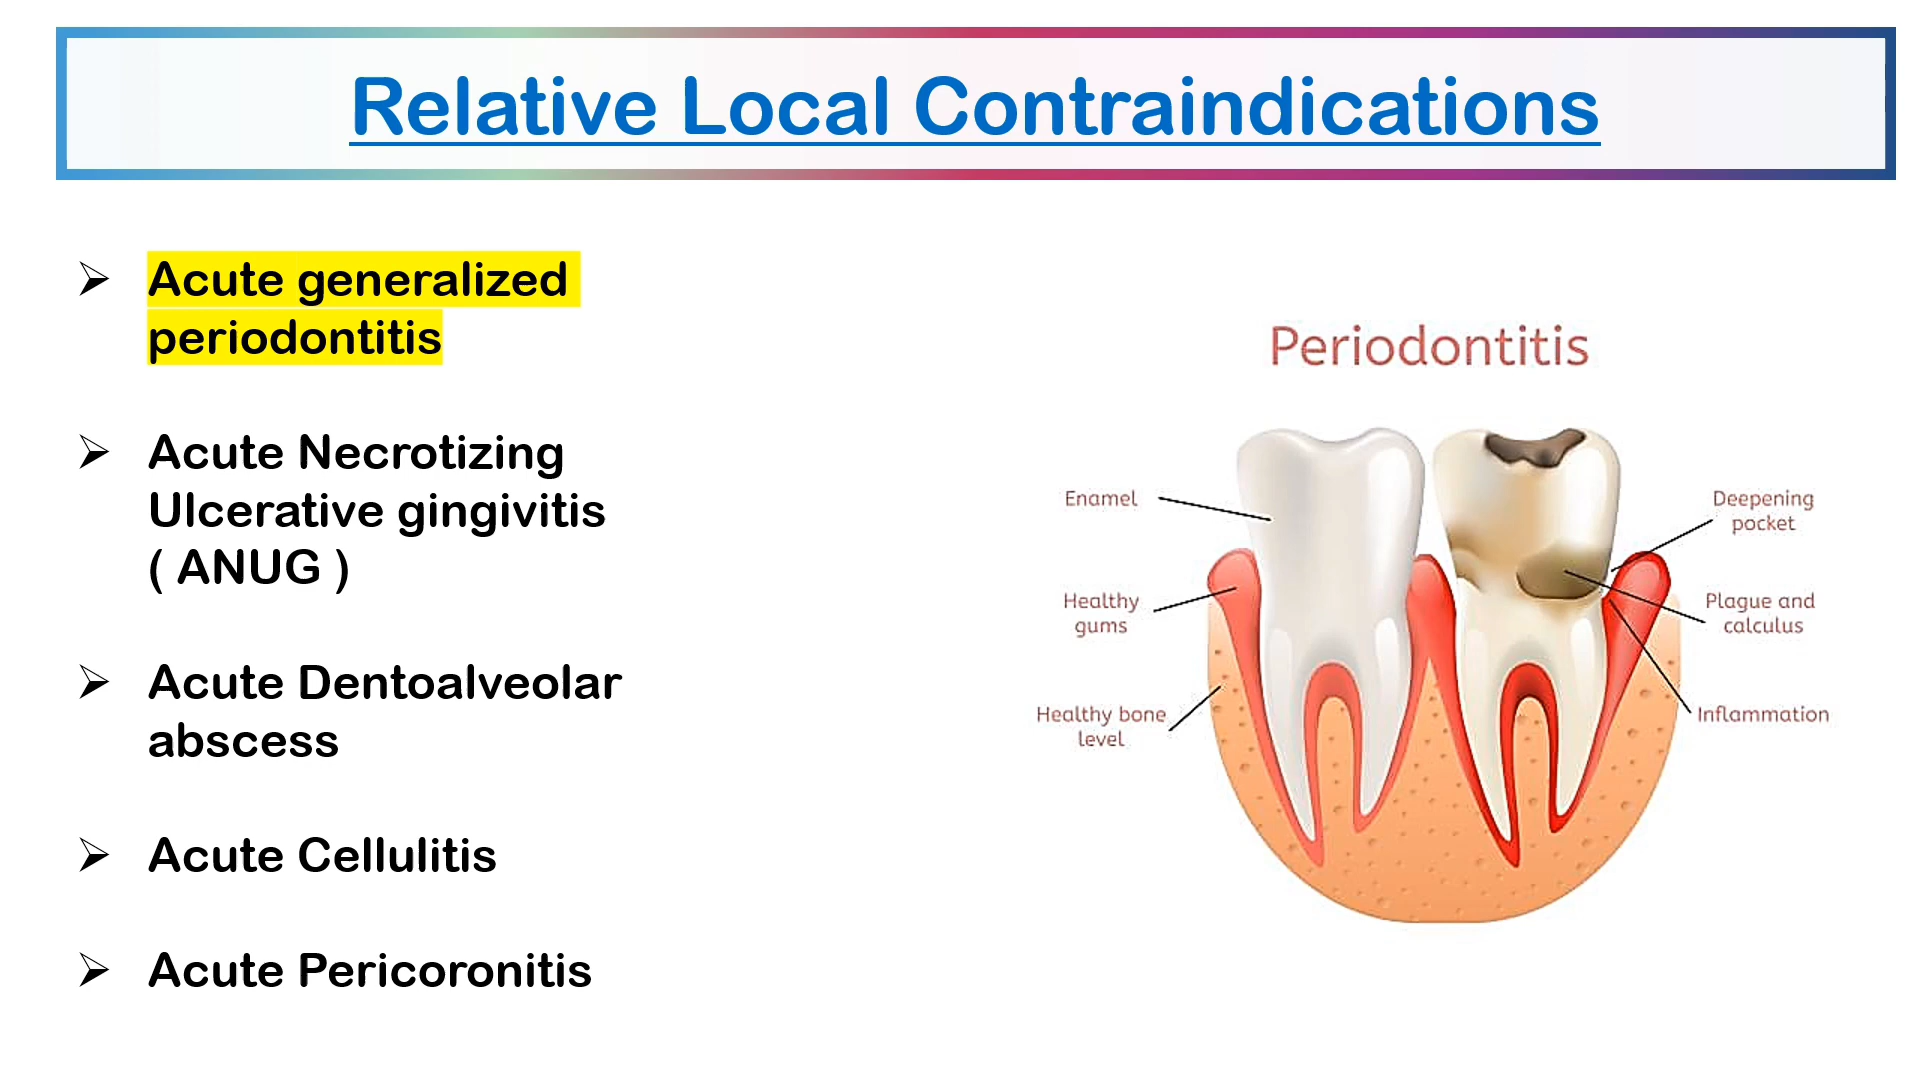 Relative Local Contraindications
➢ Acute generalized
periodontitis
➢ Acute Necrotizing
Ulcerative gingivitis
( ANUG )
➢ Acute Dentoalveolar
abscess
➢ Acute Cellulitis
➢ Acute Pericoronitis
Periodontitis
Enamel
Healthy
gums
Healthy bone
level
Deepening
pocket
Plague and
calculus
Inflammation